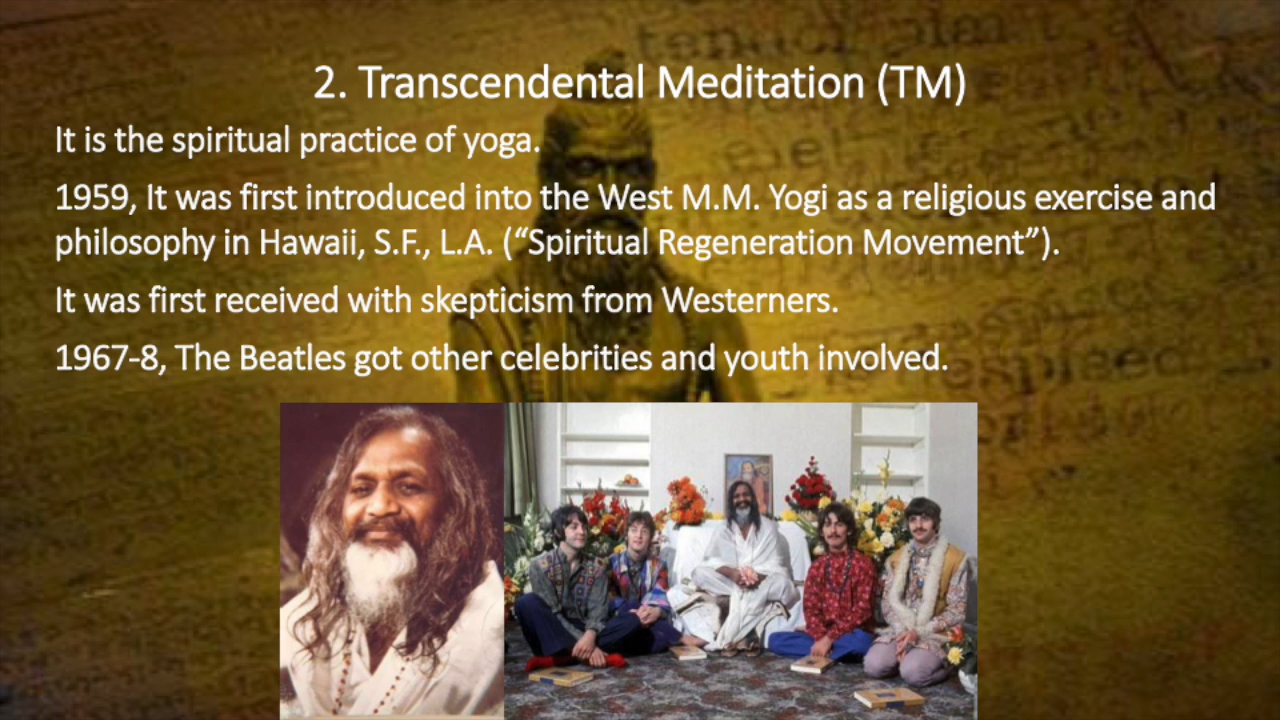 2. Transcendental Meditation (TM)
It is the spiritual practice of yoga.
1959, It was first introduced into the West M.M. Yogi as a religious exercise and
philosophy in Hawaii, S.F., L.A. (“Spiritual Regeneration Movement”).
It was first received with skepticism from Westerners.
1967-8, The Beatles got other celebrities and youth involved.